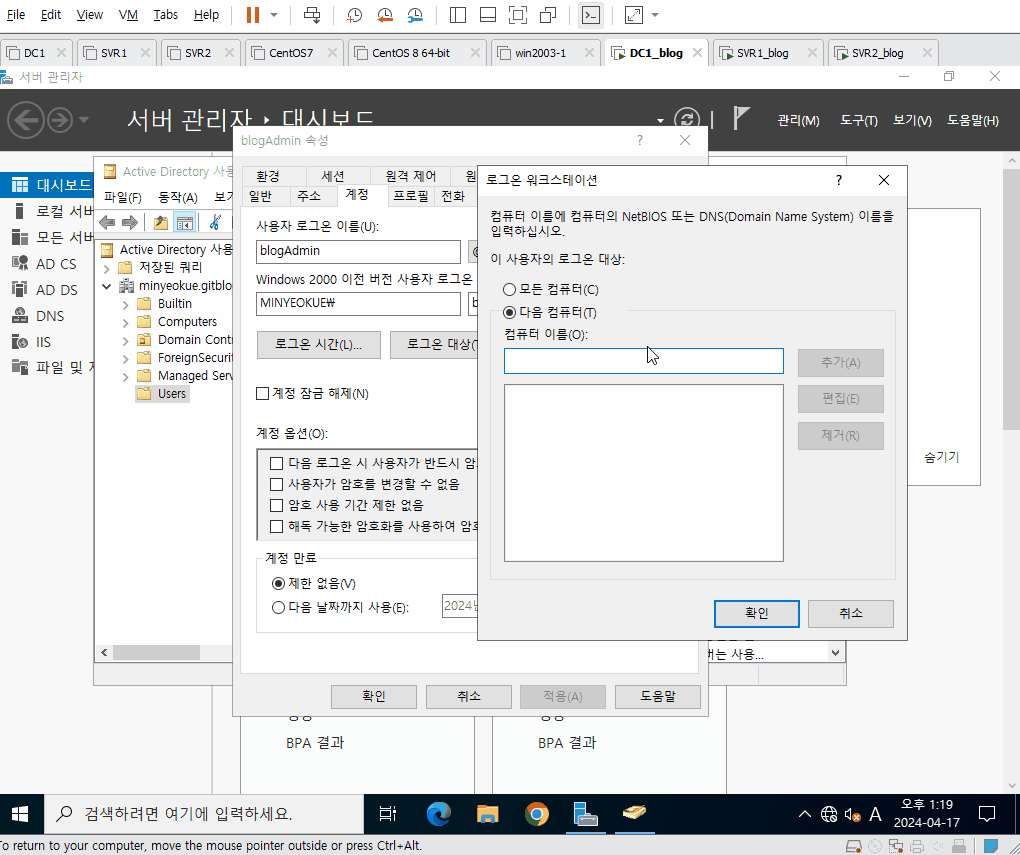 File Edit View VM Tabs Help
DC1 SVR1 SVR2 CentOS7 CentOS 8 64-bit win2003-1 DC1_blog SVR1_blog SVR2_blog
서버 관리자
서버 관리자 대시보드
관리(M) 도구(T) 보기(V) 도움말(H)
대시보드
로컬 서버
모든 서버
AD CS
AD DS
DNS
IIS
파일 및
Active Directory 사용
파일(F) 동작(A) 보기
Active Directory 사용
저장된 쿼리
minyeokue.gitblo
Builtin
Computers
Domain Contr
ForeignSecurit
Managed Serv
Users
blogAdmin 속성
환경 세션 원격 제어
일반 주소 계정 프로필 전화
사용자 로그온 이름(U):
blogAdmin
Windows 2000 이전 버전 사용자 로그온
MINYEOKUE₩
로그온 시간(L)... 로그온 대상(T
계정 잠금 해제(N)
계정 옵션(O):
다음 로그온 시 사용자가 반드시 암
사용자가 암호를 변경할 수 없음
암호 사용 기간 제한 없음
해독 가능한 암호화를 사용하여 암호
계정 만료
제한 없음(V)
다음 날짜까지 사용(E):
2024년
확인 취소 적용(A) 도움말
로그온 워크스테이션
컴퓨터 이름에 컴퓨터의 NetBIOS 또는 DNS(Domain Name System) 이름을
입력하십시오.
이 사용자의 로그온 대상:
모든 컴퓨터(C)
다음 컴퓨터(T)
컴퓨터 이름(O):
추가(A)
편집(E)
제거(R)
확인 취소
숨기기
버는 사용...
BPA 결과 BPA 결과
검색하려면 여기에 입력하세요.
A
오후 1:19
2024-04-17
To return to your computer, move the mouse pointer outside or press Ctrl+Alt.